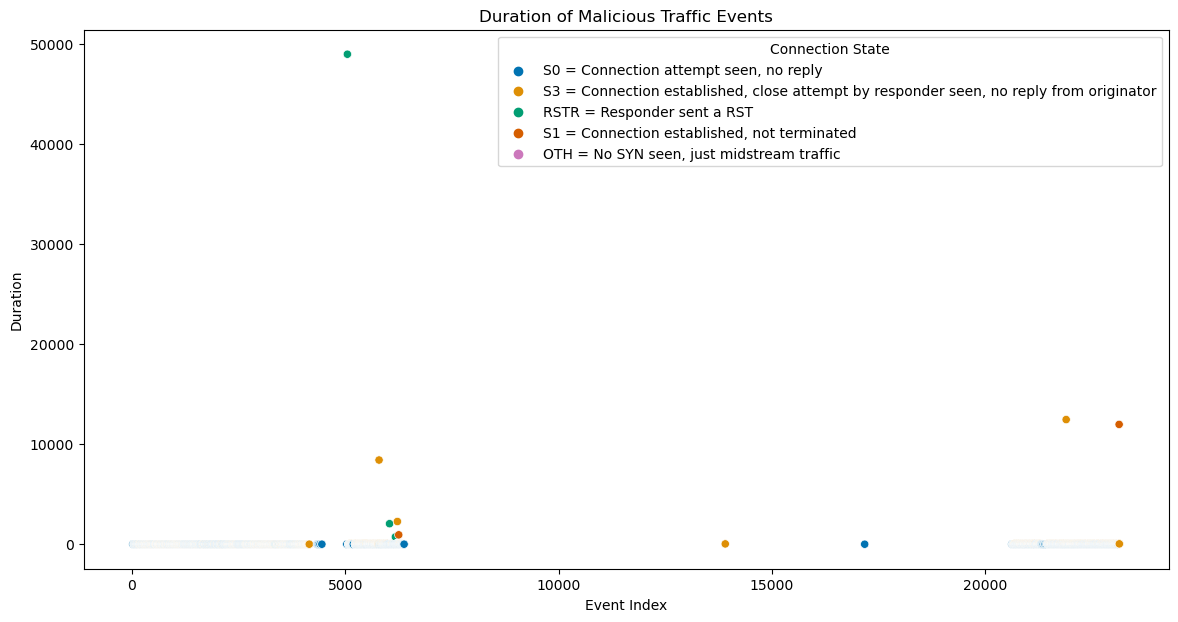 Duration of Malicious Traffic Events
50000
40000
30000
20000
10000
0
Duration
Connection State
S0 = Connection attempt seen, no reply
S3 = Connection established, close attempt by responder seen, no reply from originator
RSTR = Responder sent a RST
S1 = Connection established, not terminated
OTH = No SYN seen, just midstream traffic
0 5000 10000 15000 20000
Event Index